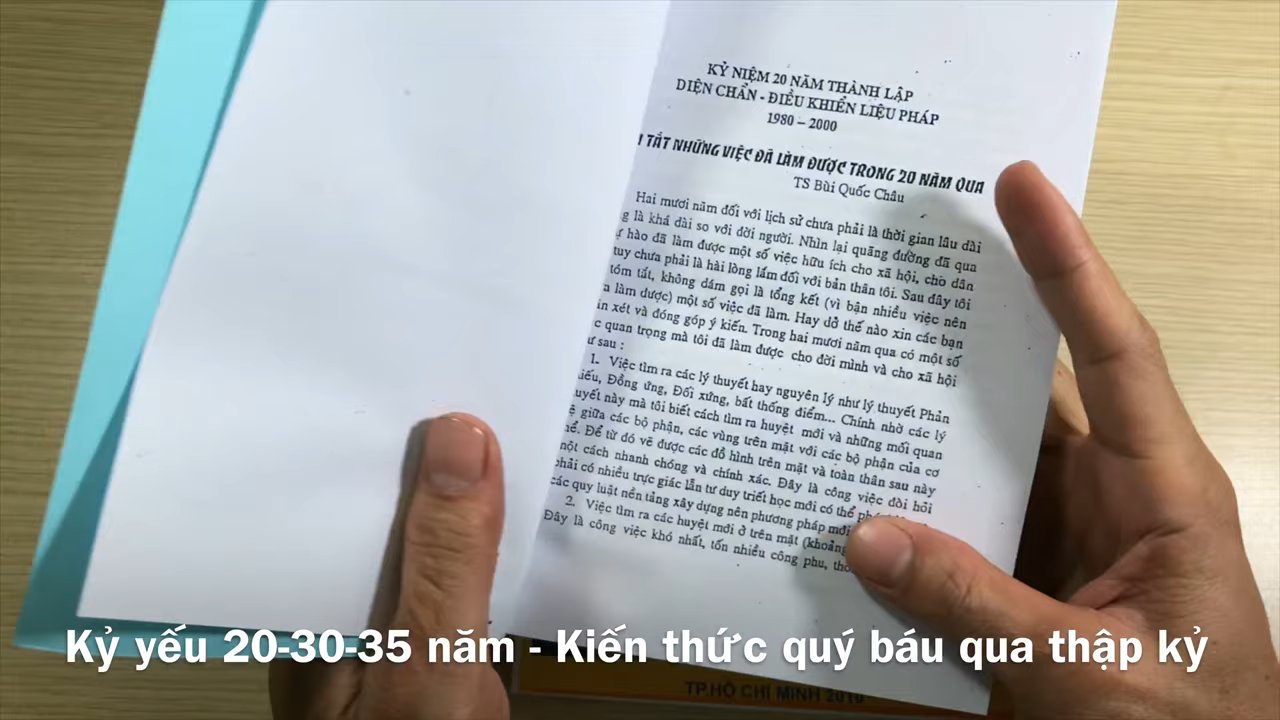 KỶ NIỆM 20 NĂM THÀNH LẬP
DIỆN CHẨN - ĐIỀU KHIỂN LIỆU PHÁP
1980 – 2000
TẮT NHỮNG VIỆC ĐÃ LÀM ĐƯỢC TRONG 20 NĂM QUA
TS Bùi Quốc Châu
Hai mươi năm đối với lịch sử chưa phải là thời gian lâu dài
g là khá dài so với đời người. Nhìn lại quãng đường đã qua
ự hào đã làm được một số việc hữu ích cho xã hội, cho dân
tuy chưa phải là hài lòng lắm đối với bản thân tôi. Sau đây tôi
tóm tắt, không dám gọi là tổng kết (vì bận nhiều việc nên
a làm được) một số việc đã làm. Hay dở thế nào xin các bạn
n xét và đóng góp ý kiến. Trong hai mươi năm qua có một số
c quan trọng mà tôi đã làm được cho đời mình và cho xã hội
ư sau :
1. Việc tìm ra các lý thuyết hay nguyên lý như lý thuyết Phản
iếu, Đồng ứng, Đối xứng, bất thống điểm... Chính nhờ các lý
uyết này mà tôi biết cách tìm ra huyệt mới và những mối quan
ệ giữa các bộ phận, các vùng trên mặt với các bộ phận của cơ
hể. Để từ đó vẽ được các đồ hình trên mặt và toàn thân sau này
một cách nhanh chóng và chính xác. Đây là công việc đòi hỏi
phải có nhiều trực giác lẫn tư duy triết học mới có thể
các quy luật nền tảng xây dựng nên phương pháp mới
2. Việc tìm ra các huyệt mới ở trên mặt (khoảng
Đây là công việc khó nhất, tốn nhiều công phu,
Kỷ yếu 20-30-35 năm - Kiến thức quý báu qua thập kỷ
TP.HỒ CHÍ MINH 2010